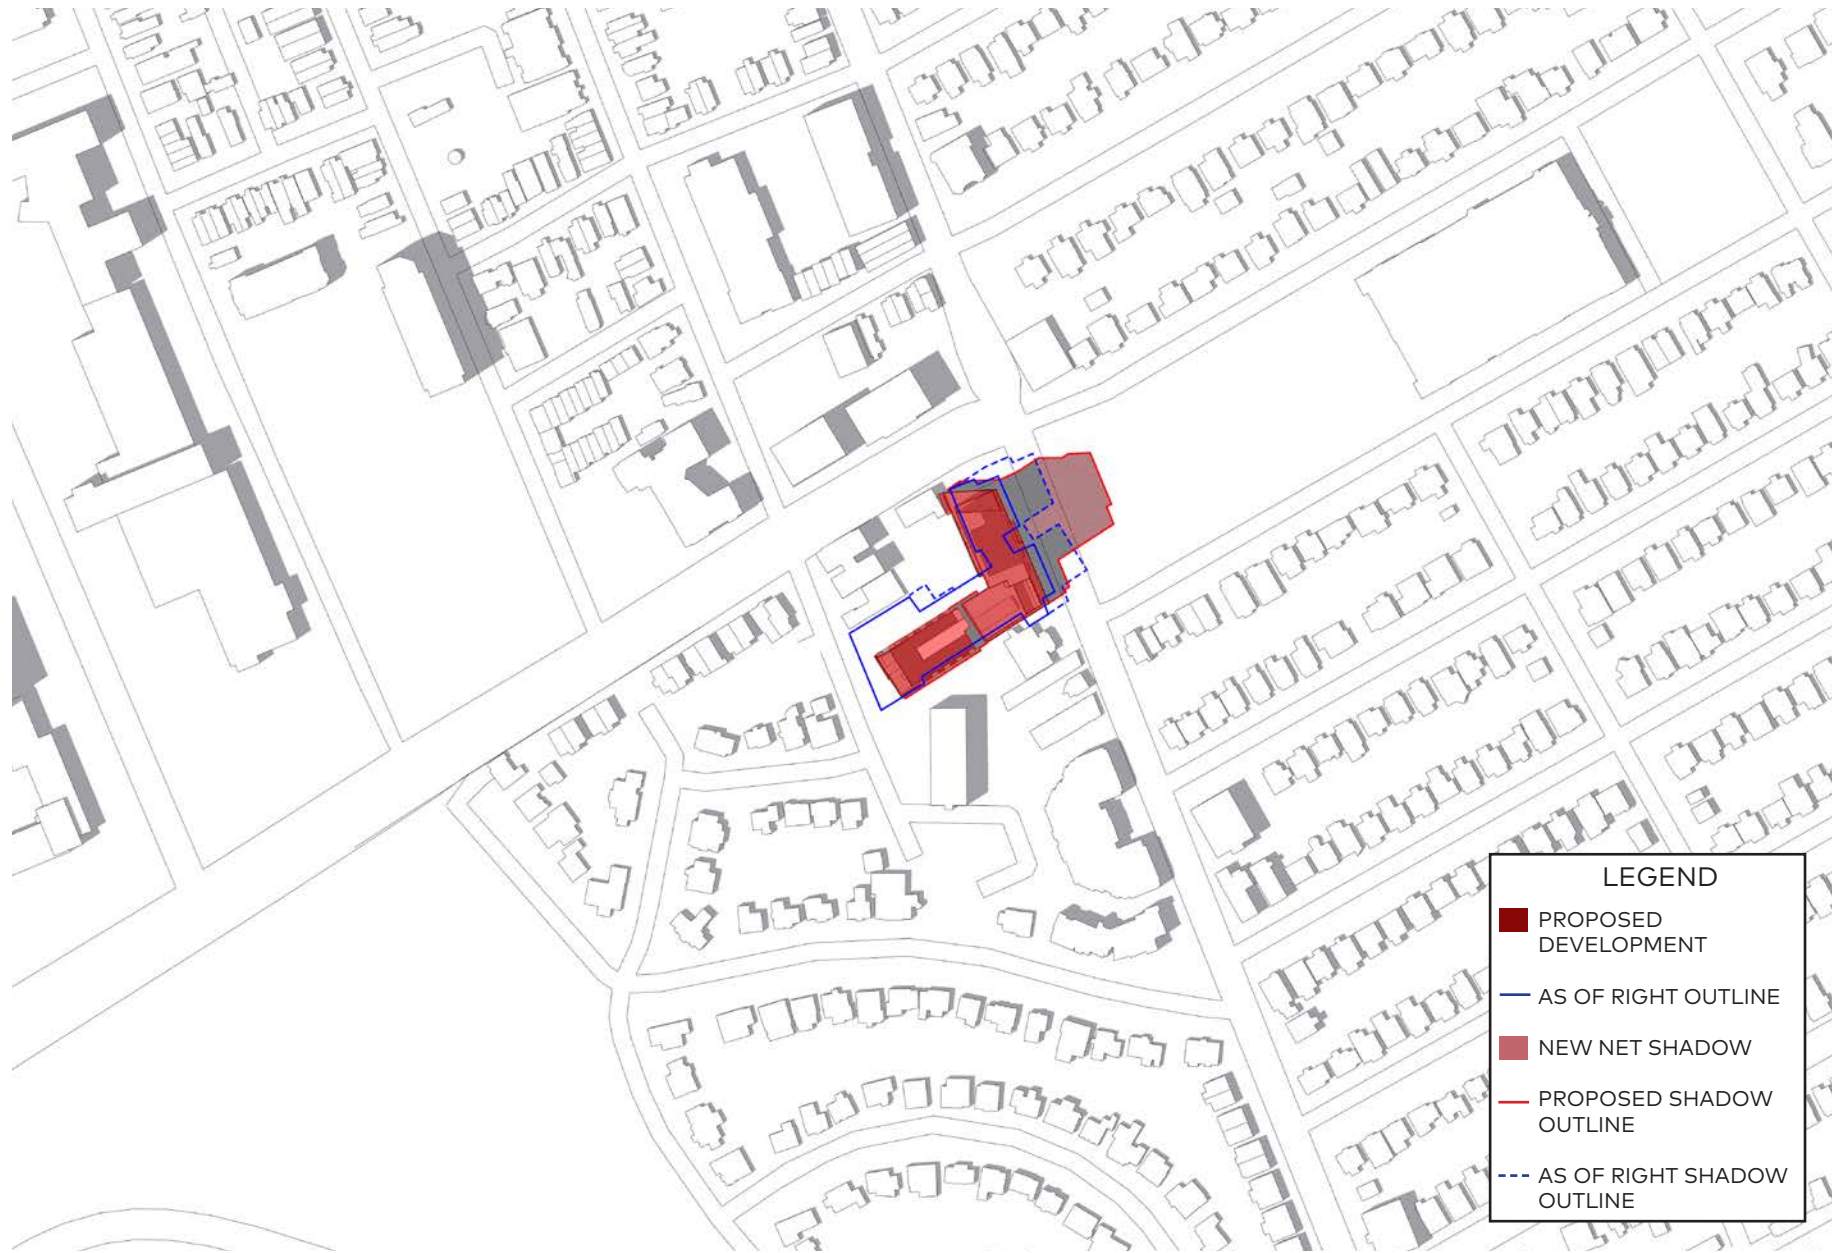 LEGEND
PROPOSED
DEVELOPMENT
AS OF RIGHT OUTLINE
NEW NET SHADOW
PROPOSED SHADOW
OUTLINE
AS OF RIGHT SHADOW
OUTLINE